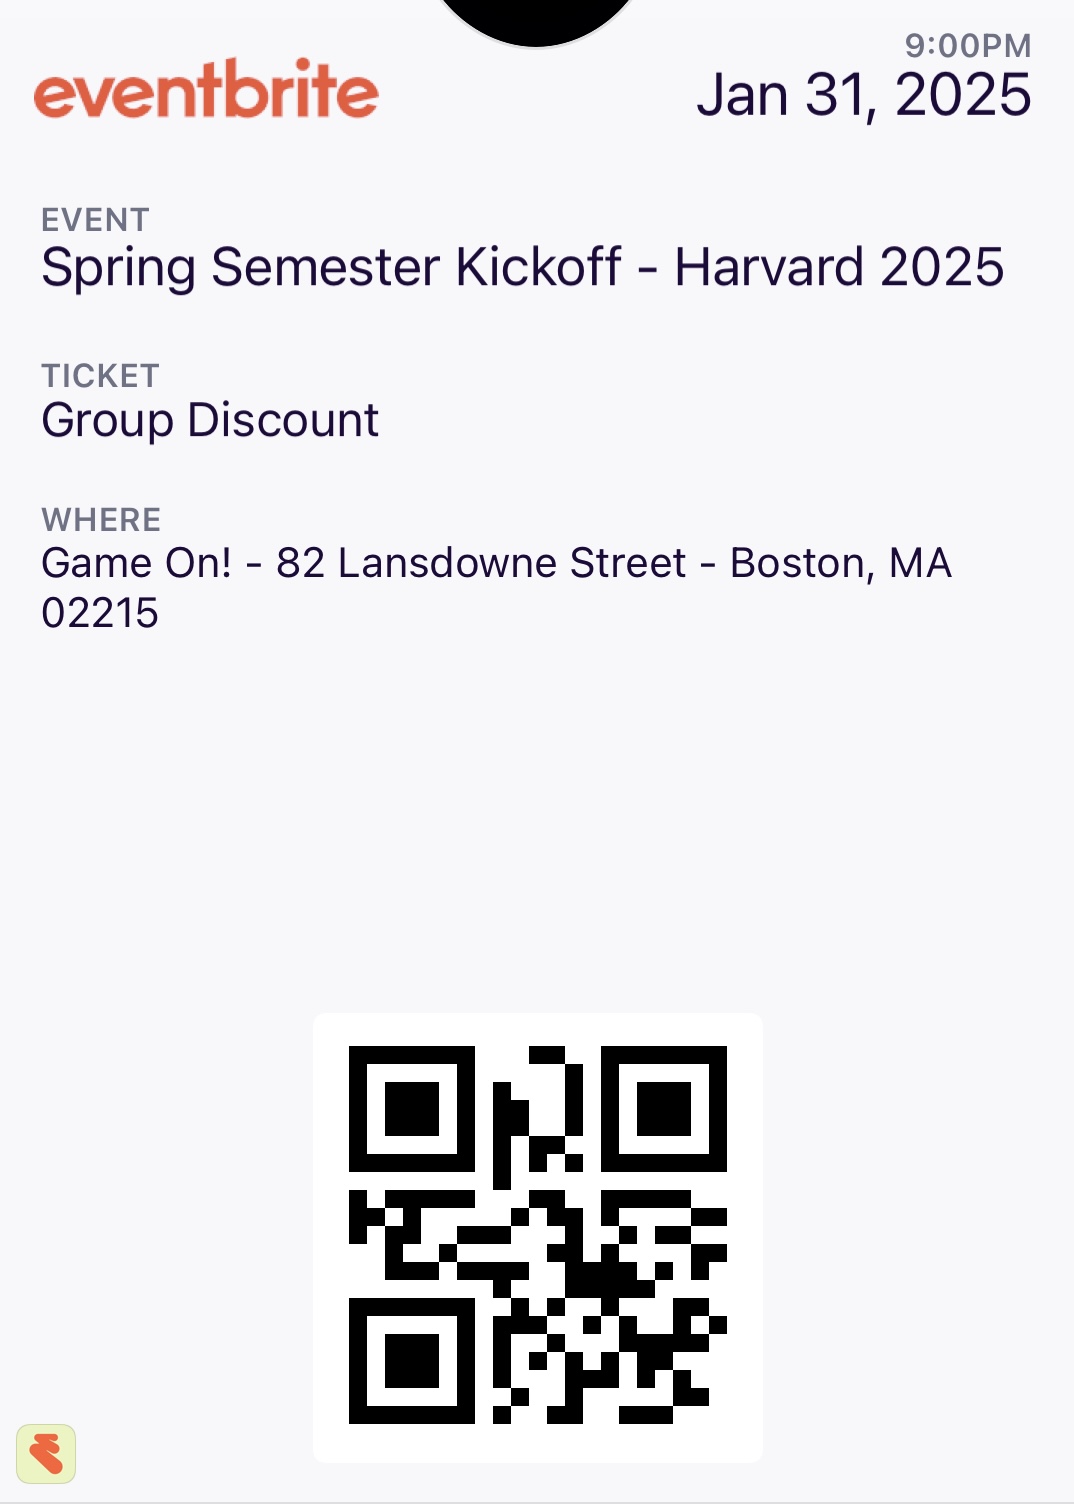 eventbrite
9:00PM
Jan 31, 2025
EVENT
Spring Semester Kickoff - Harvard 2025
TICKET
Group Discount
WHERE
Game On! - 82 Lansdowne Street - Boston, MA
02215